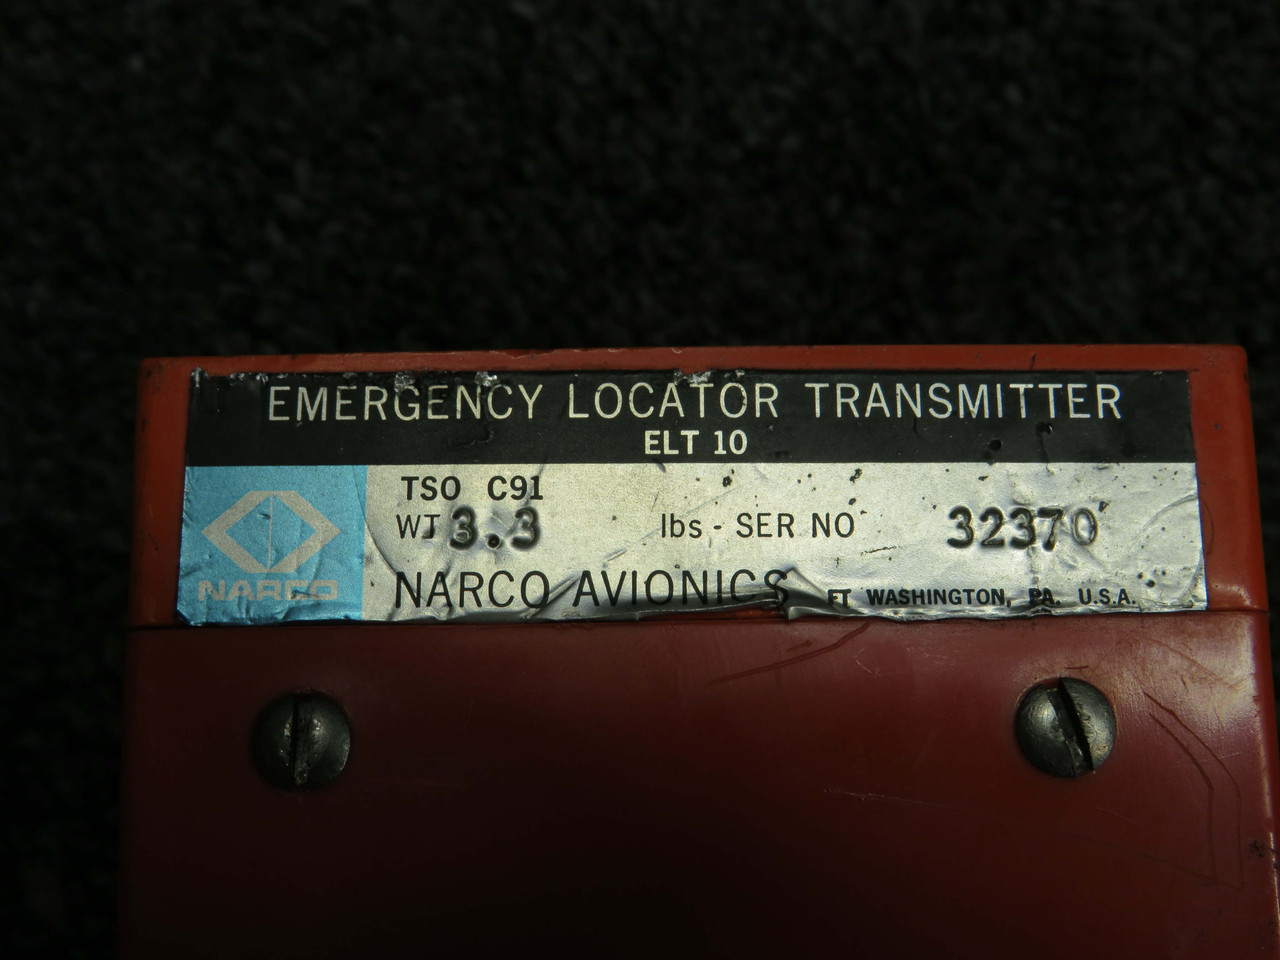 EMERGENCY LOCATOR TRANSMITTER
ELT 10
TSO C91
WT 3.3 lbs - SER NO 32370
NARCO
NARCO AVIONICS FT WASHINGTON, PA. U.S.A.